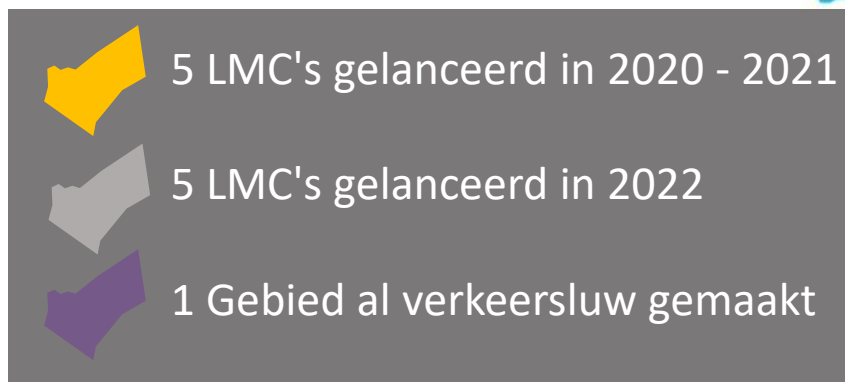 5 LMC's gelanceerd in 2020 - 2021
5 LMC's gelanceerd in 2022
1 Gebied al verkeersluw gemaakt